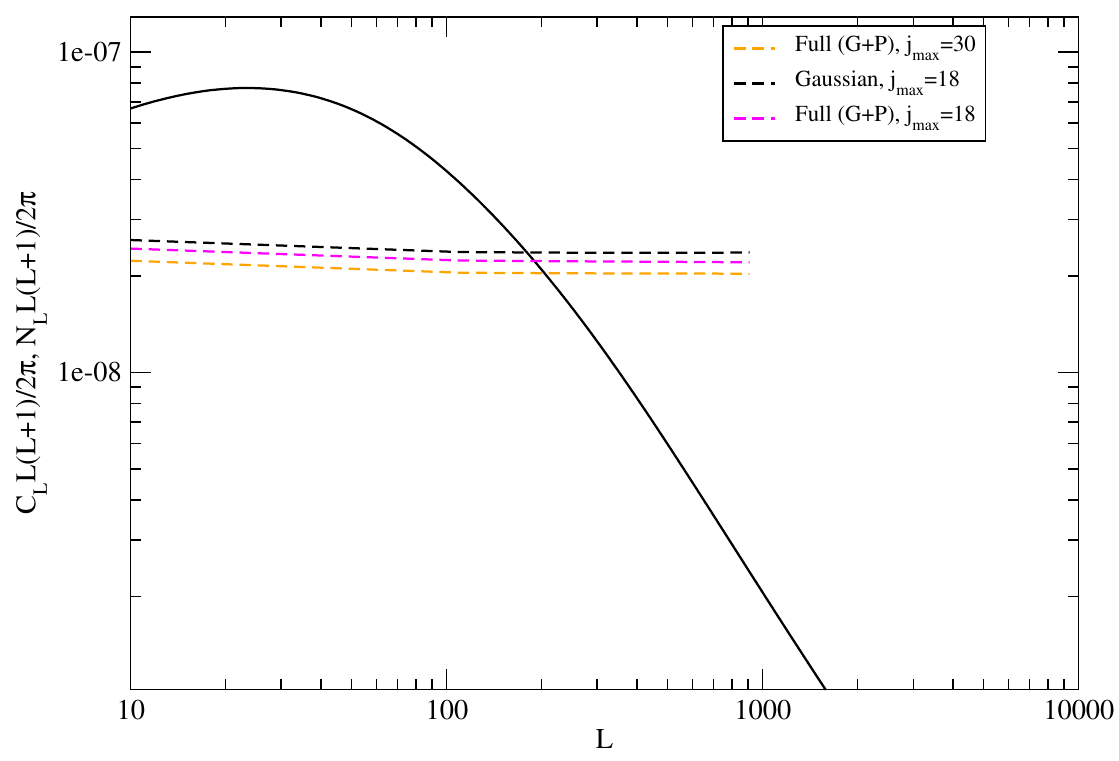 1e-07
1e-08
C_L L(L+1)/2π, N_L L(L+1)/2π
Full (G+P), j_max=30
Gaussian, j_max=18
Full (G+P), j_max=18
10 100 1000 10000
L